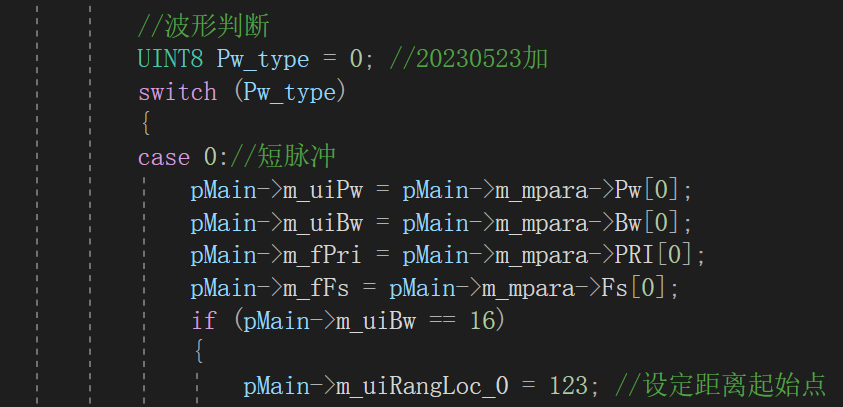 //波形判断
UINT8 Pw_type = 0; //20230523加
switch (Pw_type)
{
case 0://短脉冲
pMain->m_uiPw = pMain->m_mpara->Pw[0];
pMain->m_uiBw = pMain->m_mpara->Bw[0];
pMain->m_fPri = pMain->m_mpara->PRI[0];
pMain->m_fFs = pMain->m_mpara->Fs[0];
if (pMain->m_uiBw == 16)
{
pMain->m_uiRangLoc_0 = 123; //设定距离起始点